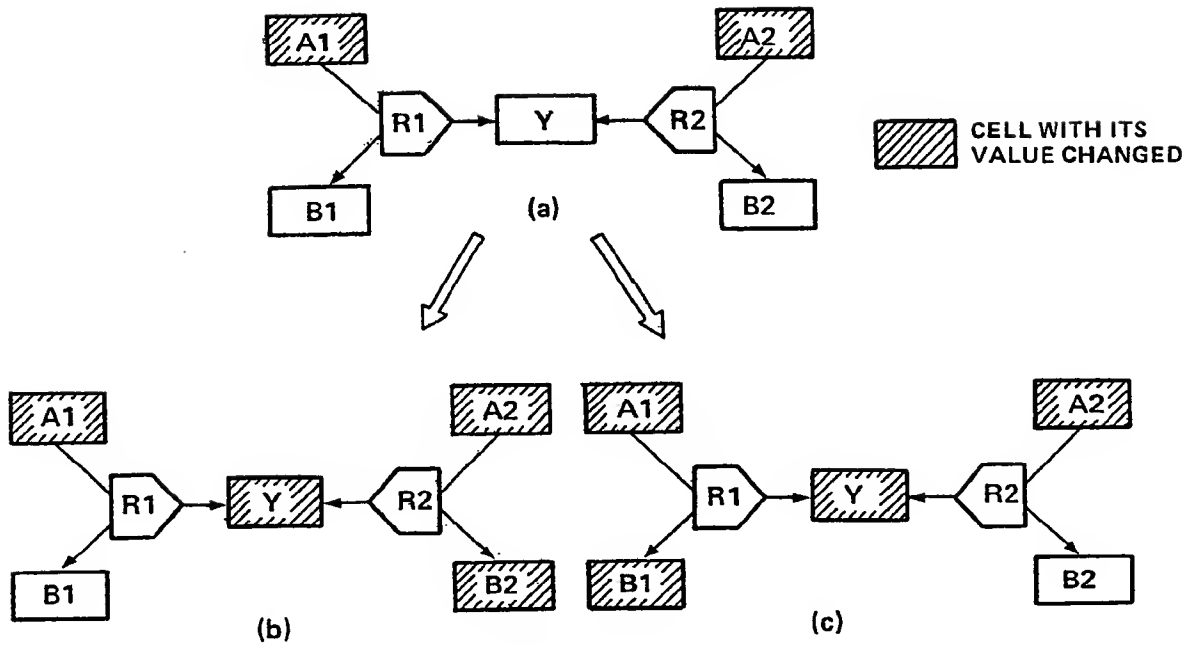 A1
A2
R1
Y
R2
CELL WITH ITS
VALUE CHANGED
B1
(a)
B2
A1
A2
A1
A2
R1
Y
R2
R1
Y
R2
B1
B2
B1
B2
(b)
(c)